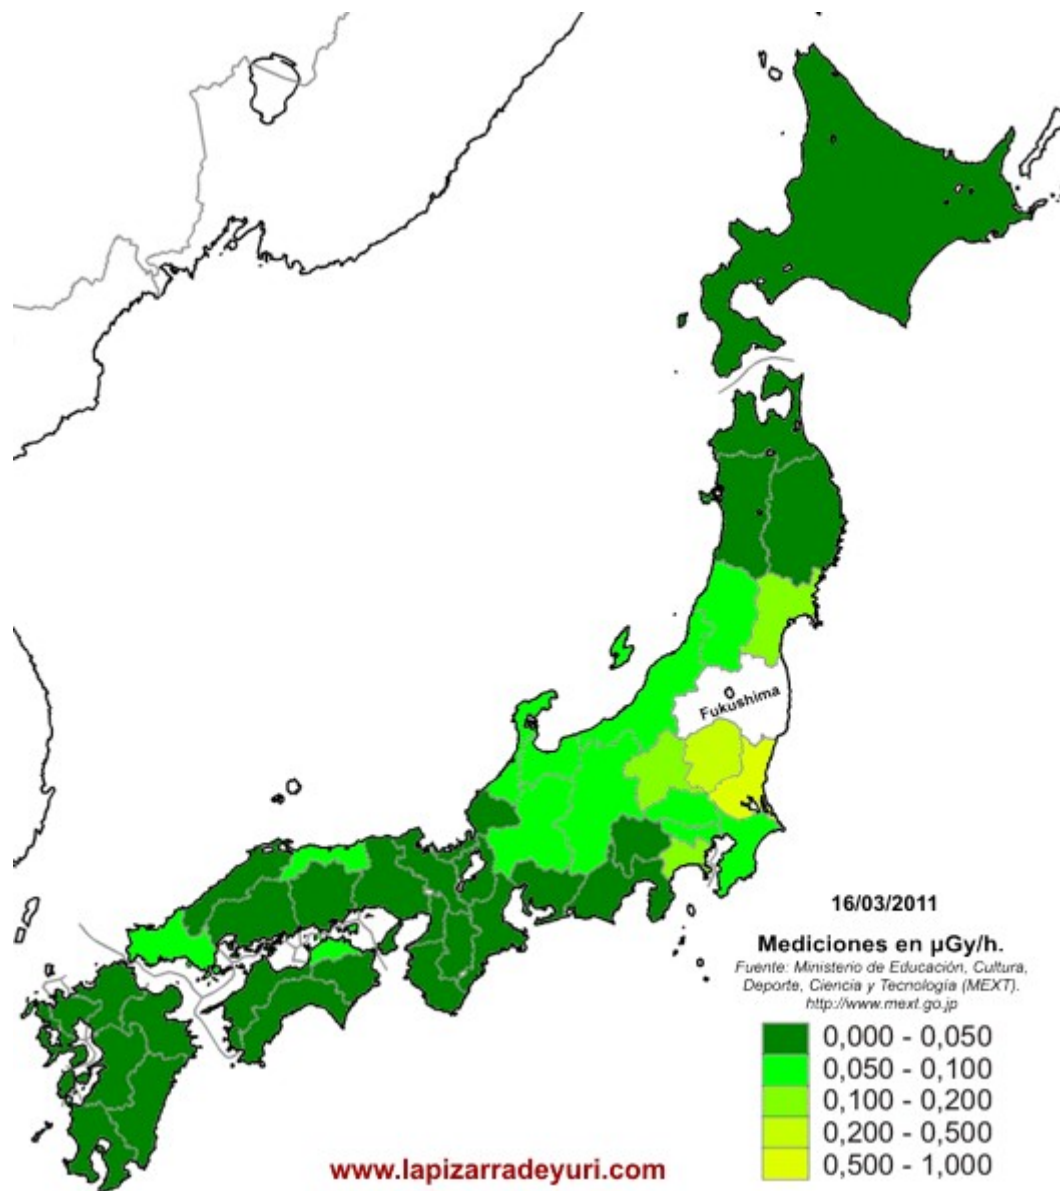 Fukushima
16/03/2011
Mediciones en µGy/h.
Fuente: Ministerio de Educación, Cultura,
Deporte, Ciencia y Tecnología (MEXT).
http://www.mext.go.jp
0,000 - 0,050
0,050 - 0,100
0,100 - 0,200
0,200 - 0,500
0,500 - 1,000
www.lapizarradeyuri.com